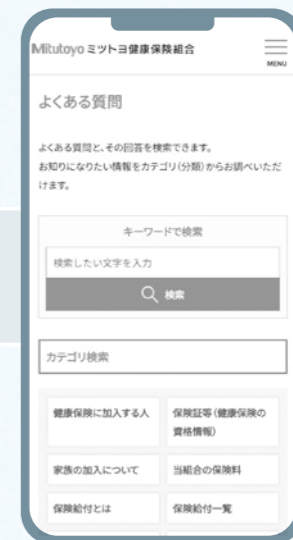 Mitutoyo ミツトヨ健康保険組合
MENU
よくある質問
よくある質問と、その回答を検索できます。
お知りになりたい情報をカテゴリ(分類)からお調べいただ
けます。
キーワードで検索
検索したい文字を入力
検索
カテゴリ検索
健康保険に加入する人
保険証等(健康保険の
資格情報)
家族の加入について
当組合の保険料
保険給付とは
保険給付一覧